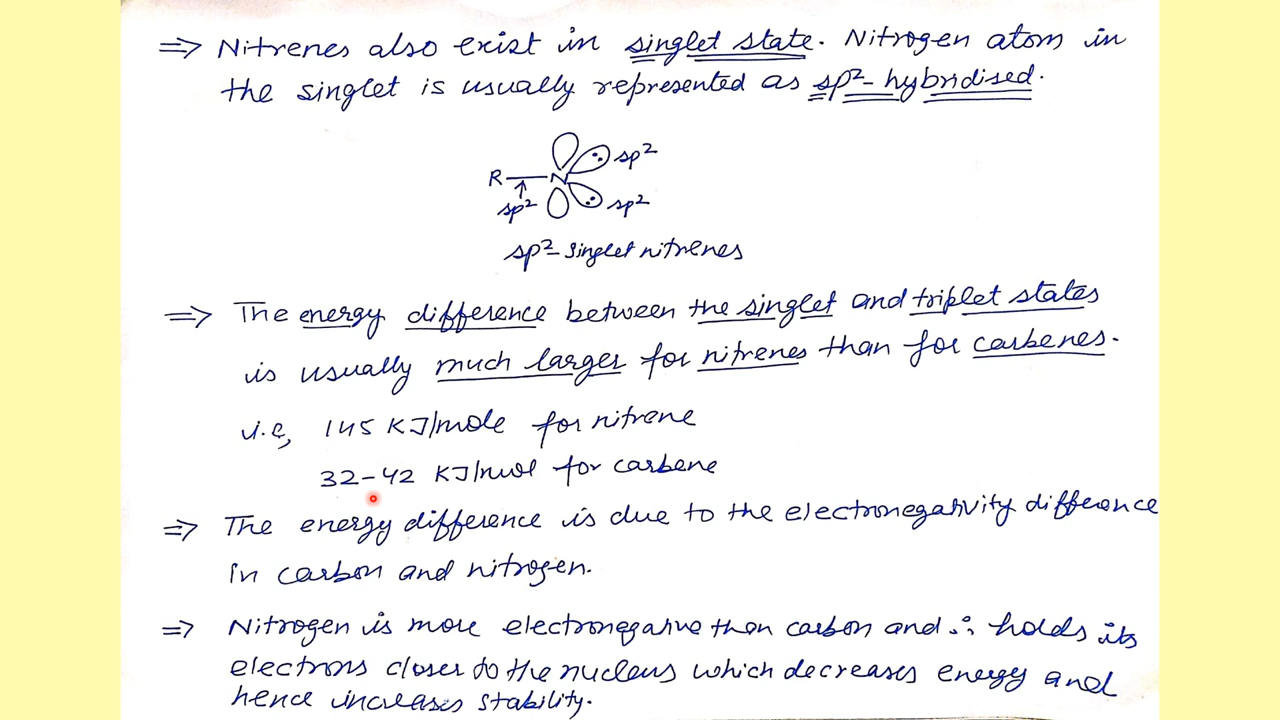 ⇒ Nitrenes also exist in singlet state. Nitrogen atom in
the singlet is usually represented as sp²-hybridised.
sp²
R—N
sp² sp²
sp²-singlet nitrenes
⇒ The energy difference between the singlet and triplet states
is usually much larger for nitrenes than for carbenes.
i.e, 145 KJ/mole for nitrene
32-42 KJ/mol for carbene
⇒ The energy difference is due to the electronegativity difference
in carbon and nitrogen.
⇒ Nitrogen is more electronegative than carbon and ∴ holds its
electrons closer to the nucleus which decreases energy and
hence increases stability.